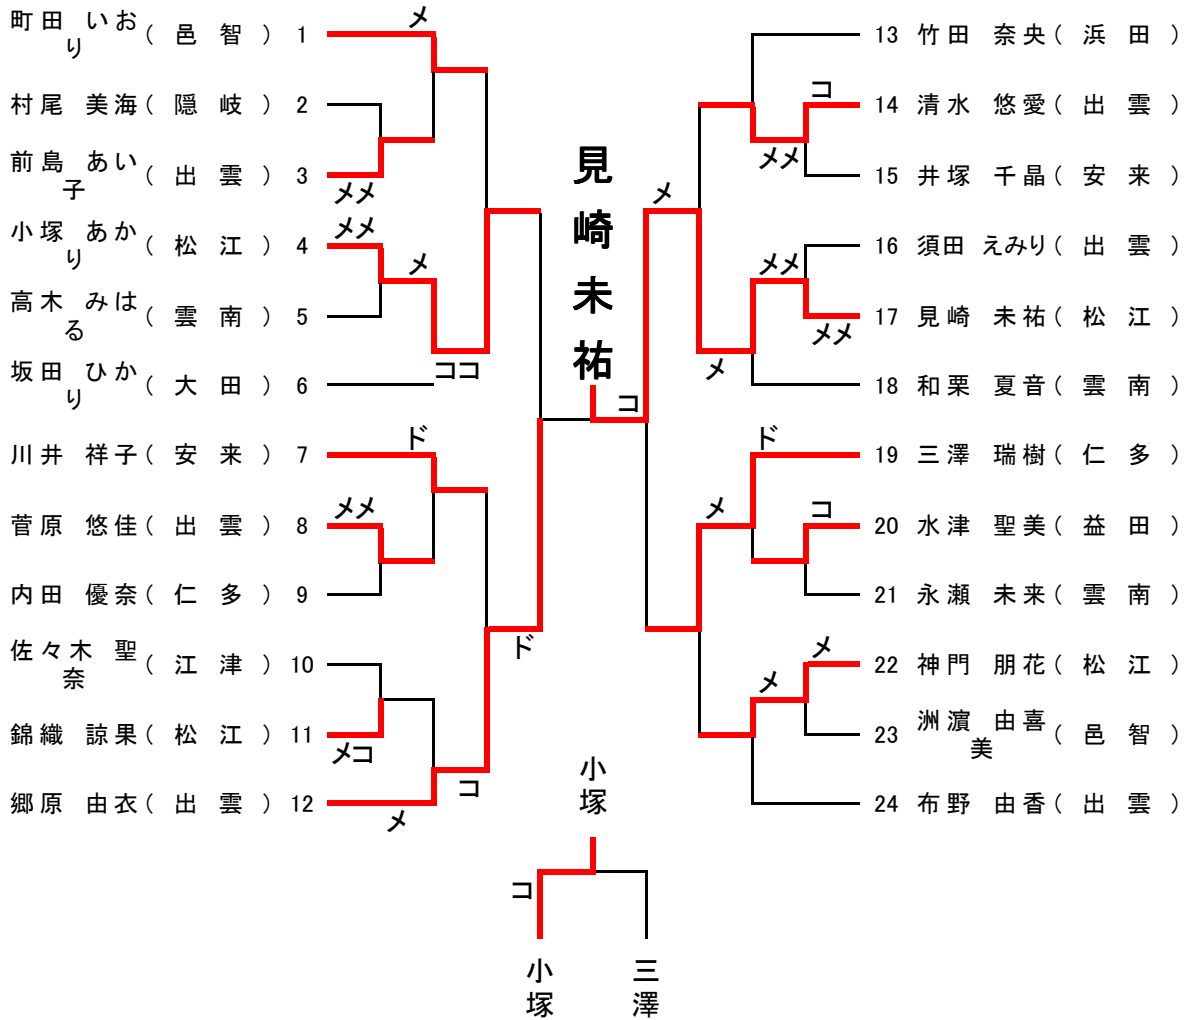 町田 いおり (邑智) 1
メ
村尾 美海 (隠岐) 2
前島 あい子 (出雲) 3
メメ
小塚 あかり (松江) 4
メメ
メ
高木 みはる (雲南) 5
ココ
坂田 ひかり (大田) 6
川井 祥子 (安来) 7
ド
菅原 悠佳 (出雲) 8
メメ
内田 優奈 (仁多) 9
ド
佐々木 聖奈 (江津) 10
錦織 諒果 (松江) 11
メコ
コ
郷原 由衣 (出雲) 12
メ
見崎未祐
コ
13 竹田 奈央 (浜田)
コ
14 清水 悠愛 (出雲)
メメ
15 井塚 千晶 (安来)
メ
16 須田 えみり (出雲)
メメ
17 見崎 未祐 (松江)
メメ
メ
18 和栗 夏音 (雲南)
ド
19 三澤 瑞樹 (仁多)
メ
コ
20 水津 聖美 (益田)
21 永瀬 未来 (雲南)
メ
22 神門 朋花 (松江)
メ
23 洲濵 由喜美 (邑智)
24 布野 由香 (出雲)
小塚
コ
小塚
三澤